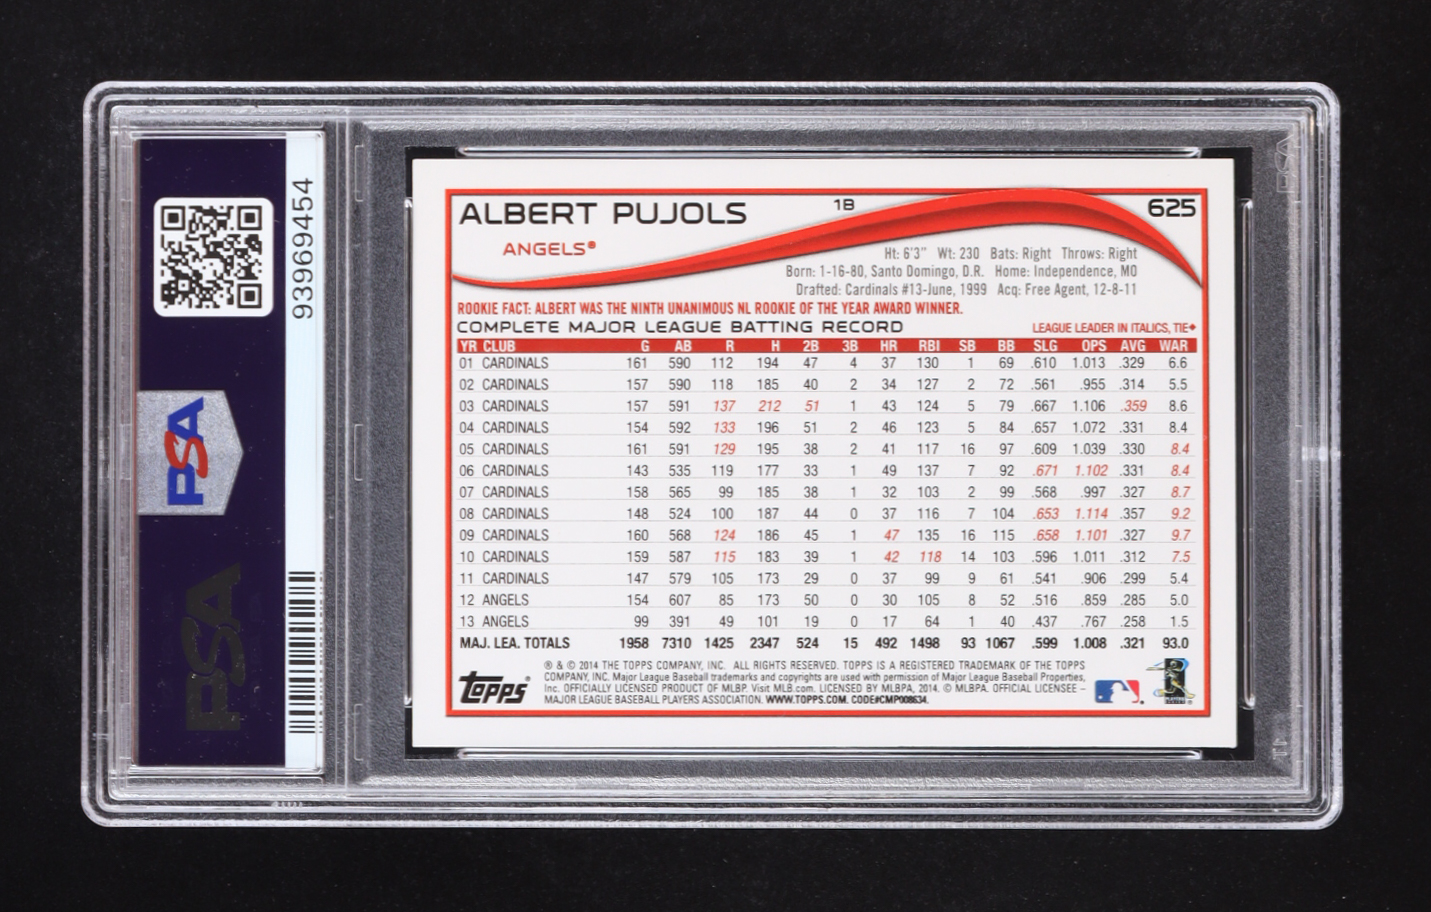 93969454
PSA
PSA
ALBERT PUJOLS 1B 625
ANGELS®
Ht: 6'3" Wt: 230 Bats: Right Throws: Right
Born: 1-16-80, Santo Domingo, D.R. Home: Independence, MO
Drafted: Cardinals #13-June, 1999 Acq: Free Agent, 12-8-11
ROOKIE FACT: ALBERT WAS THE NINTH UNANIMOUS NL ROOKIE OF THE YEAR AWARD WINNER.
COMPLETE MAJOR LEAGUE BATTING RECORD LEAGUE LEADER IN ITALICS, TIE♦
YR CLUB G AB R H 2B 3B HR RBI SB BB SLG OPS AVG WAR
01 CARDINALS 161 590 112 194 47 4 37 130 1 69 .610 1.013 .329 6.6
02 CARDINALS 157 590 118 185 40 2 34 127 2 72 .561 .955 .314 5.5
03 CARDINALS 157 591 137 212 51 1 43 124 5 79 .667 1.106 .359 8.6
04 CARDINALS 154 592 133 196 51 2 46 123 5 84 .657 1.072 .331 8.4
05 CARDINALS 161 591 129 195 38 2 41 117 16 97 .609 1.039 .330 8.4
06 CARDINALS 143 535 119 177 33 1 49 137 7 92 .671 1.102 .331 8.4
07 CARDINALS 158 565 99 185 38 1 32 103 2 99 .568 .997 .327 8.7
08 CARDINALS 148 524 100 187 44 0 37 116 7 104 .653 1.114 .357 9.2
09 CARDINALS 160 568 124 186 45 1 47 135 16 115 .658 1.101 .327 9.7
10 CARDINALS 159 587 115 183 39 1 42 118 14 103 .596 1.011 .312 7.5
11 CARDINALS 147 579 105 173 29 0 37 99 9 61 .541 .906 .299 5.4
12 ANGELS 154 607 85 173 50 0 30 105 8 52 .516 .859 .285 5.0
13 ANGELS 99 391 49 101 19 0 17 64 1 40 .437 .767 .258 1.5
MAJ. LEA. TOTALS 1958 7310 1425 2347 524 15 492 1498 93 1067 .599 1.008 .321 93.0
Topps®
® & © 2014 THE TOPPS COMPANY, INC. ALL RIGHTS RESERVED. TOPPS IS A REGISTERED TRADEMARK OF THE TOPPS
COMPANY, INC. Major League Baseball trademarks and copyrights are used with permission of Major League Baseball Properties,
Inc. OFFICIALLY LICENSED PRODUCT OF MLBP. Visit MLB.com. LICENSED BY MLBPA, 2014. © MLBPA. OFFICIAL LICENSEE –
MAJOR LEAGUE BASEBALL PLAYERS ASSOCIATION. WWW.TOPPS.COM. CODE#CMP008634.